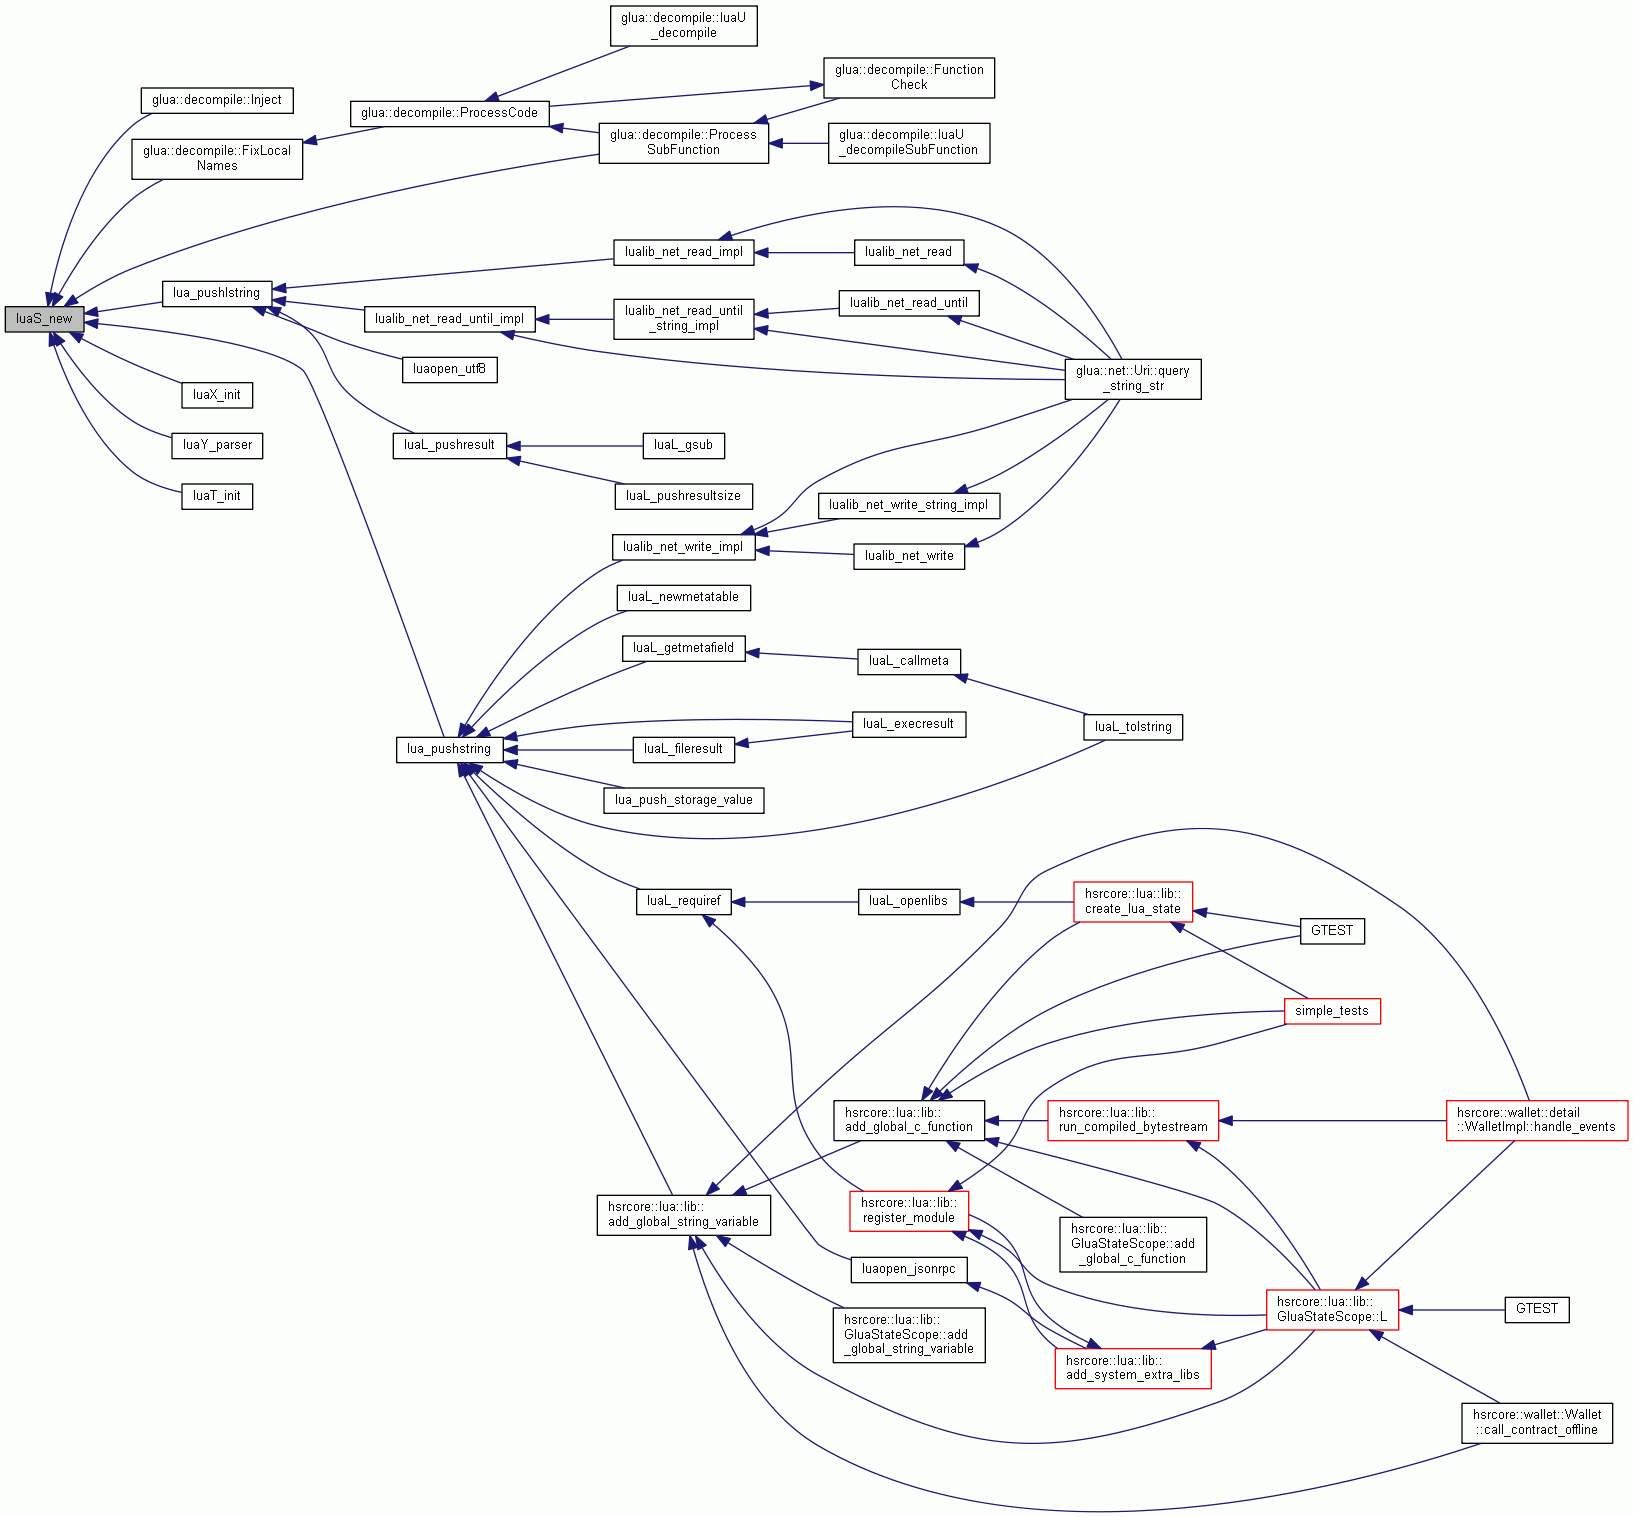 glua::decompile::luaU
_decompile
glua::decompile::Function
Check
glua::decompile::Inject
glua::decompile::ProcessCode
glua::decompile::Process
SubFunction
glua::decompile::luaU
_decompileSubFunction
glua::decompile::FixLocal
Names
lualib_net_read_impl
lualib_net_read
lua_pushlstring
lualib_net_read_until
luaS_new
lualib_net_read_until_impl
lualib_net_read_until
_string_impl
luaopen_utf8
glua::net::Uri::query
_string_str
luaX_init
luaY_parser
luaL_pushresult
luaL_gsub
luaT_init
luaL_pushresultsize
lualib_net_write_string_impl
lualib_net_write_impl
lualib_net_write
luaL_newmetatable
luaL_getmetafield
luaL_callmeta
luaL_execresult
luaL_tolstring
lua_pushstring
luaL_fileresult
lua_push_storage_value
luaL_requiref
luaL_openlibs
hsrcore::lua::lib::
create_lua_state
GTEST
simple_tests
hsrcore::lua::lib::
add_global_c_function
hsrcore::lua::lib::
run_compiled_bytestream
hsrcore::wallet::detail
::WalletImpl::handle_events
hsrcore::lua::lib::
add_global_string_variable
hsrcore::lua::lib::
register_module
hsrcore::lua::lib::
GluaStateScope::add
_global_c_function
luaopen_jsonrpc
hsrcore::lua::lib::
GluaStateScope::L
GTEST
hsrcore::lua::lib::
GluaStateScope::add
_global_string_variable
hsrcore::lua::lib::
add_system_extra_libs
hsrcore::wallet::Wallet
::call_contract_offline